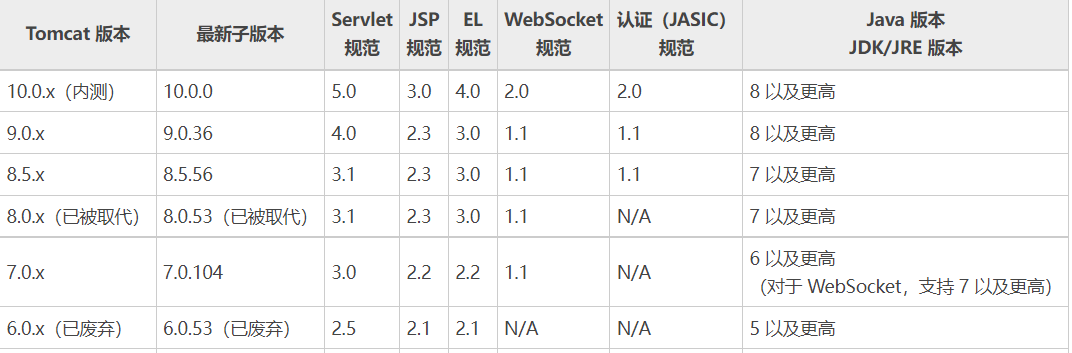 Tomcat 版本 最新子版本 Servlet 规范 JSP 规范 EL 规范 WebSocket 规范 认证（JASIC）规范 Java 版本 JDK/JRE 版本
10.0.x（内测） 10.0.0 5.0 3.0 4.0 2.0 2.0 8 以及更高
9.0.x 9.0.36 4.0 2.3 3.0 1.1 1.1 8 以及更高
8.5.x 8.5.56 3.1 2.3 3.0 1.1 1.1 7 以及更高
8.0.x（已被取代） 8.0.53（已被取代） 3.1 2.3 3.0 1.1 N/A 7 以及更高
7.0.x 7.0.104 3.0 2.2 2.2 1.1 N/A 6 以及更高
（对于 WebSocket，支持 7 以及更高）
6.0.x（已废弃） 6.0.53（已废弃） 2.5 2.1 2.1 N/A N/A 5 以及更高